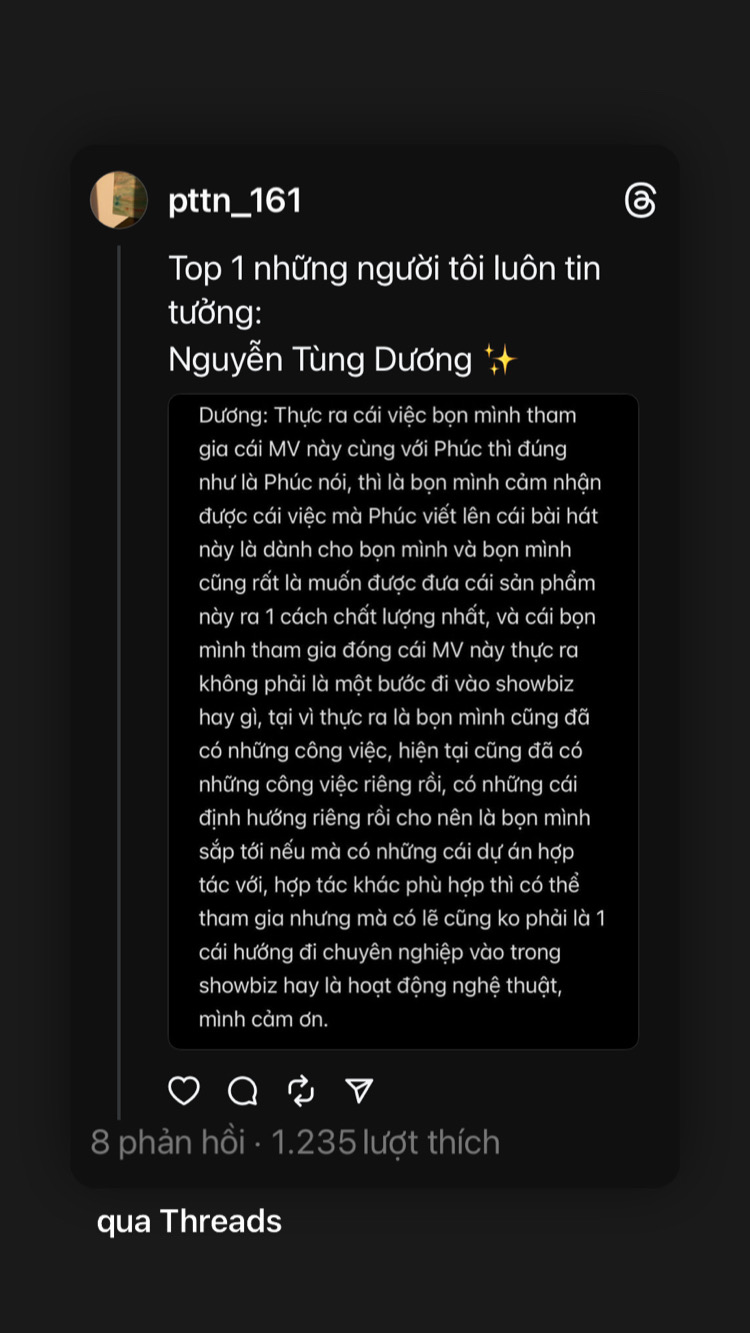 pttn_161
Top 1 những người tôi luôn tin
tưởng:
Nguyễn Tùng Dương ✨
Dương: Thực ra cái việc bọn mình tham
gia cái MV này cùng với Phúc thì đúng
như là Phúc nói, thì là bọn mình cảm nhận
được cái việc mà Phúc viết lên cái bài hát
này là dành cho bọn mình và bọn mình
cũng rất là muốn được đưa cái sản phẩm
này ra 1 cách chất lượng nhất, và cái bọn
mình tham gia đóng cái MV này thực ra
không phải là một bước đi vào showbiz
hay gì, tại vì thực ra là bọn mình cũng đã
có những công việc, hiện tại cũng đã có
những công việc riêng rồi, có những cái
định hướng riêng rồi cho nên là bọn mình
sắp tới nếu mà có những cái dự án hợp
tác với, hợp tác khác phù hợp thì có thể
tham gia nhưng mà có lẽ cũng ko phải là 1
cái hướng đi chuyên nghiệp vào trong
showbiz hay là hoạt động nghệ thuật,
mình cảm ơn.
8 phản hồi · 1.235 lượt thích
qua Threads